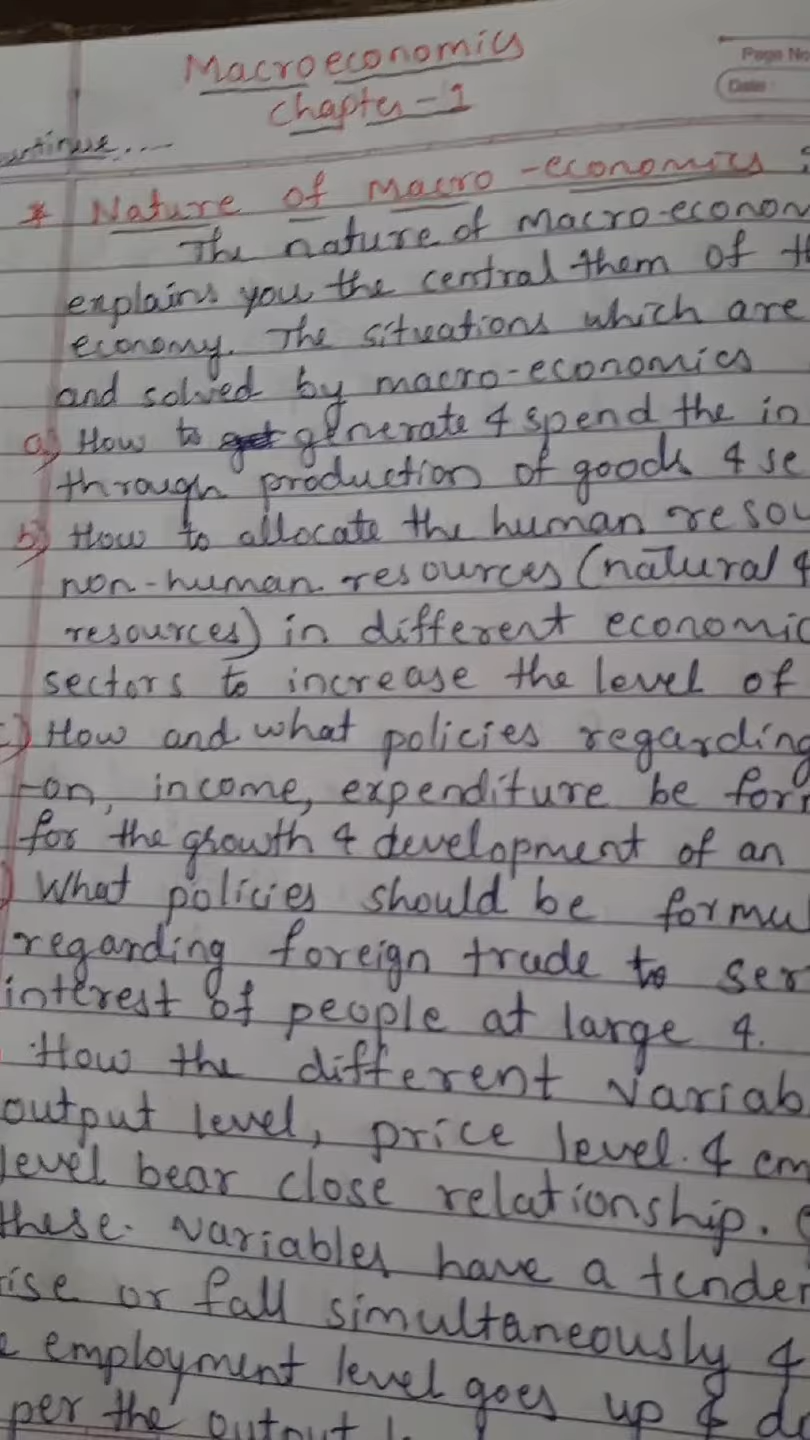 Macroeconomics
Chapter-1
Page No
Date
* Nature of Macro-economics :
The nature of Macro-econom
explains you the central them of th
economy. The situations which are
and solved by macro-economics
a) How to generate & spend the in
through production of goods & se
b) How to allocate the human resou
non-human resources (natural &
resources) in different economic
sectors to increase the level of
c) How and what policies regarding
-on, income, expenditure be for
for the growth & development of an
) What policies should be formu
regarding foreign trade to ser
interest of people at large &.
How the different variab
output level, price level. & em
level bear close relationship.
these. variables have a tenden
ise or fall simultaneously &
e employment level goes up & d
per the output l